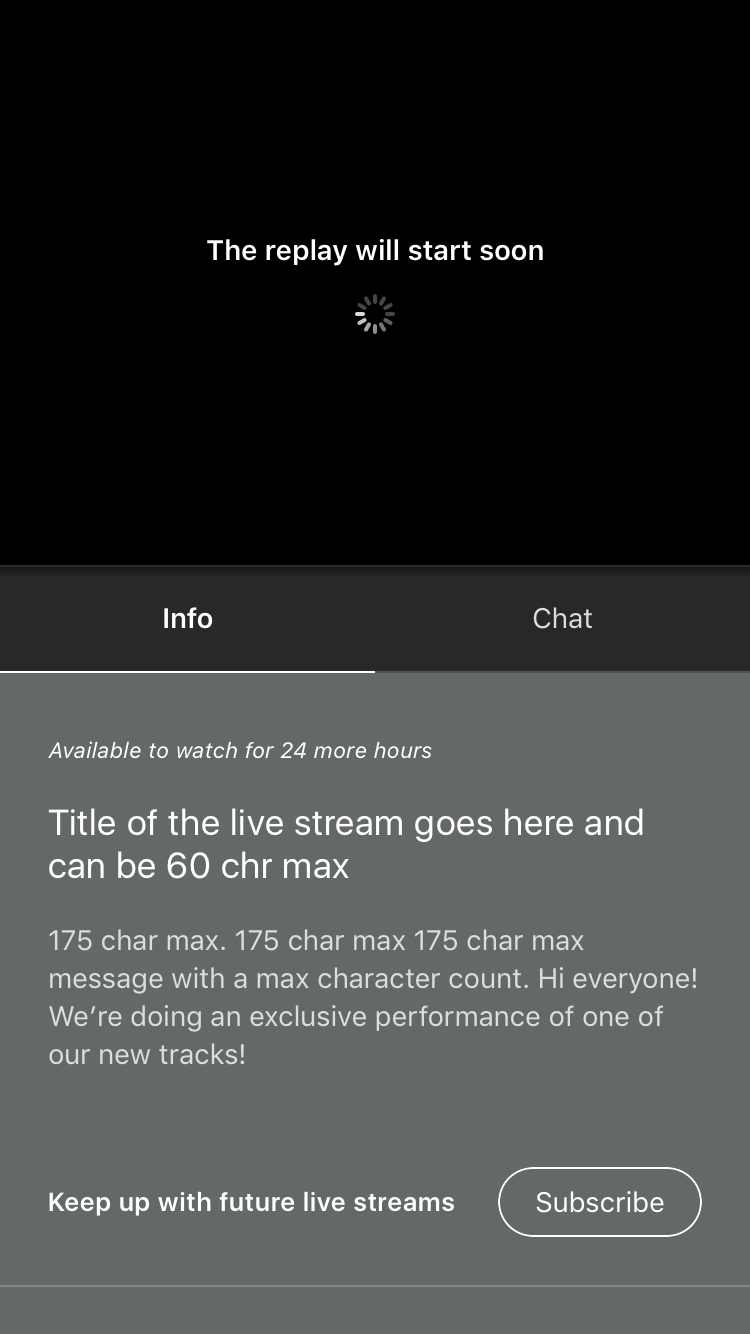 The replay will start soon
Info
Chat
Available to watch for 24 more hours
Title of the live stream goes here and
can be 60 chr max
175 char max. 175 char max 175 char max
message with a max character count. Hi everyone!
We’re doing an exclusive performance of one of
our new tracks!
Keep up with future live streams
Subscribe